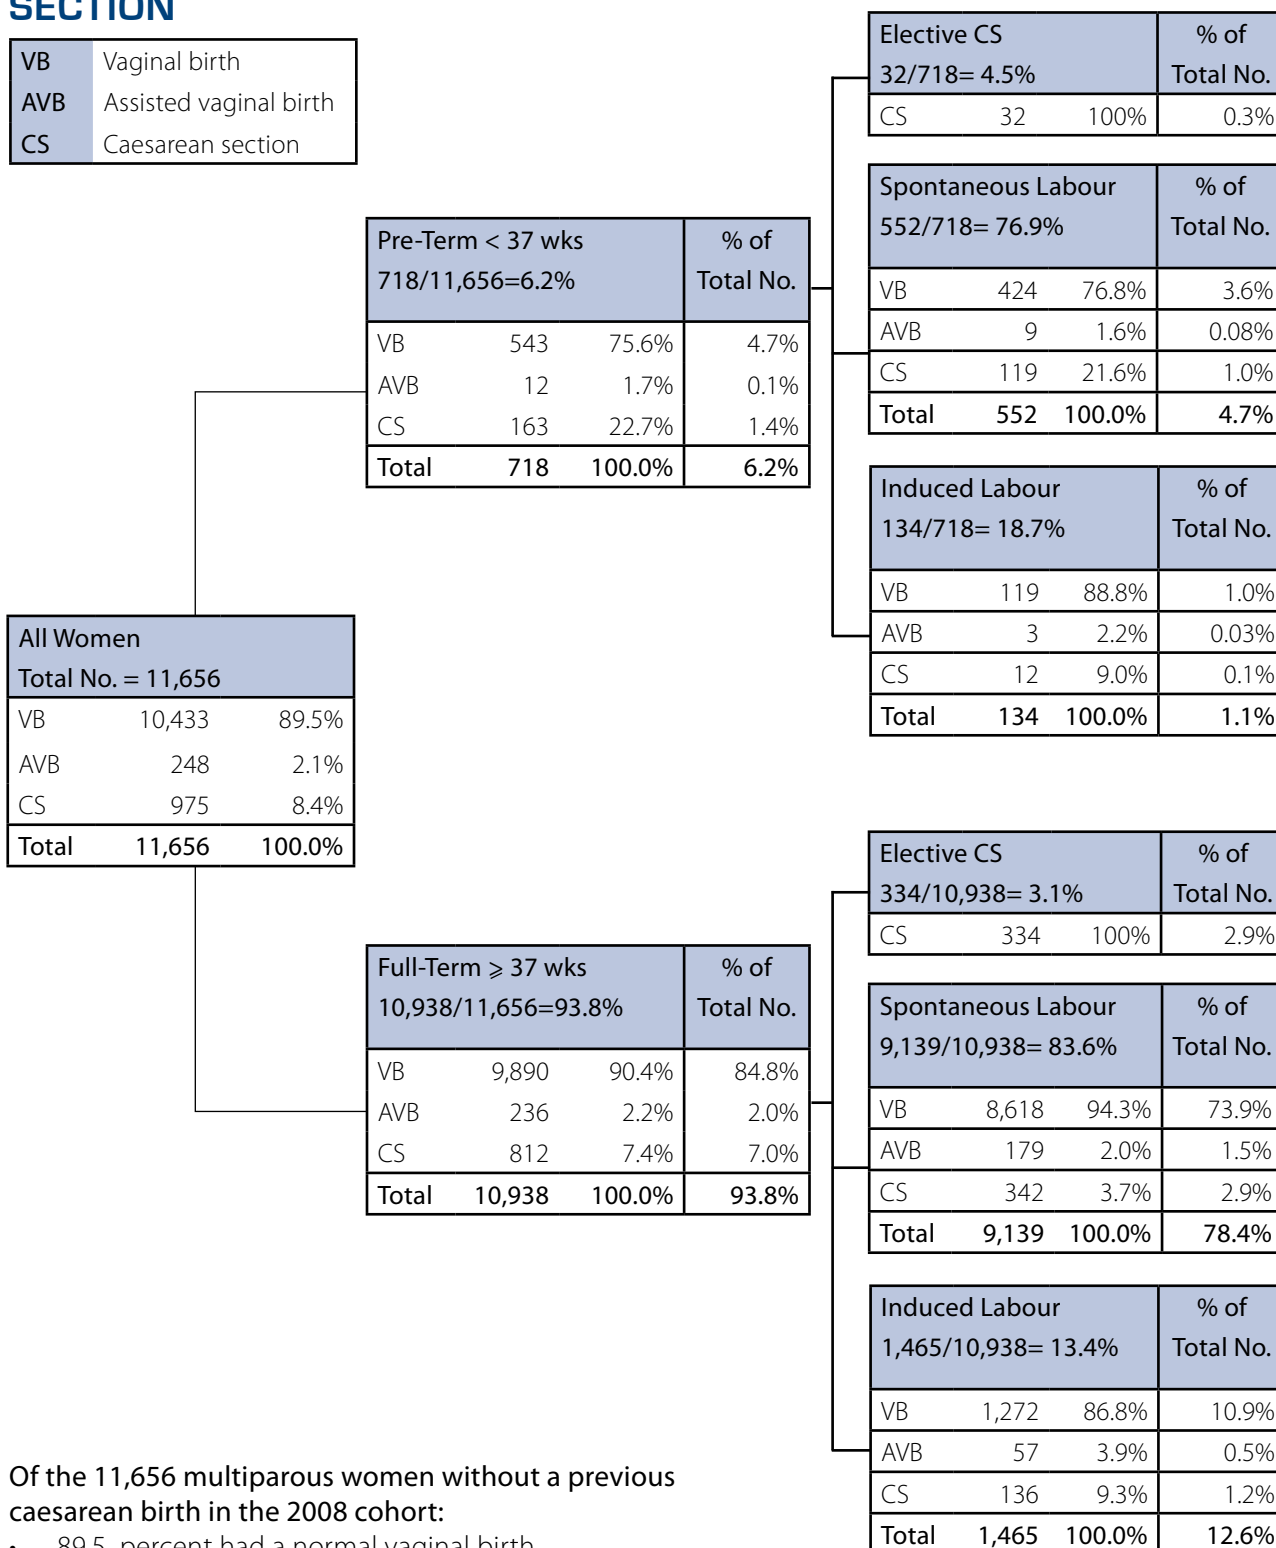 SECTION
VB Vaginal birth
AVB Assisted vaginal birth
CS Caesarean section
All Women
Total No. = 11,656
VB 10,433 89.5%
AVB 248 2.1%
CS 975 8.4%
Total 11,656 100.0%
Pre-Term < 37 wks % of
718/11,656=6.2% Total No.
VB 543 75.6% 4.7%
AVB 12 1.7% 0.1%
CS 163 22.7% 1.4%
Total 718 100.0% 6.2%
Elective CS % of
32/718= 4.5% Total No.
CS 32 100% 0.3%
Spontaneous Labour % of
552/718= 76.9% Total No.
VB 424 76.8% 3.6%
AVB 9 1.6% 0.08%
CS 119 21.6% 1.0%
Total 552 100.0% 4.7%
Induced Labour % of
134/718= 18.7% Total No.
VB 119 88.8% 1.0%
AVB 3 2.2% 0.03%
CS 12 9.0% 0.1%
Total 134 100.0% 1.1%
Full-Term ⩾ 37 wks % of
10,938/11,656=93.8% Total No.
VB 9,890 90.4% 84.8%
AVB 236 2.2% 2.0%
CS 812 7.4% 7.0%
Total 10,938 100.0% 93.8%
Elective CS % of
334/10,938= 3.1% Total No.
CS 334 100% 2.9%
Spontaneous Labour % of
9,139/10,938= 83.6% Total No.
VB 8,618 94.3% 73.9%
AVB 179 2.0% 1.5%
CS 342 3.7% 2.9%
Total 9,139 100.0% 78.4%
Induced Labour % of
1,465/10,938= 13.4% Total No.
VB 1,272 86.8% 10.9%
AVB 57 3.9% 0.5%
CS 136 9.3% 1.2%
Total 1,465 100.0% 12.6%
Of the 11,656 multiparous women without a previous
caesarean birth in the 2008 cohort:
• 89.5 percent had a normal vaginal birth